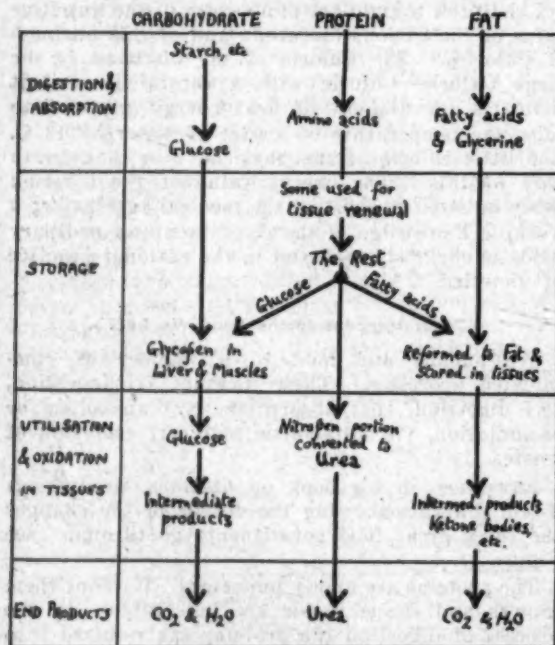 CARBOHYDRATE
PROTEIN
FAT
DIGESTION &
ABSORPTION
Starch, etc
Glucose
Amino acids
Fatty acids
& Glycerine
STORAGE
Some used for
tissue renewal
The Rest
Glucose
Fatty acids
Glycogen in
Liver & Muscles
Reformed to Fat &
Stored in tissues
UTILISATION
& OXIDATION
IN TISSUES
Glucose
Intermediate
products
Nitrogen portion
converted to
Urea
Interm. products
Ketone bodies,
etc.
END PRODUCTS
CO2 & H2O
Urea
CO2 & H2O